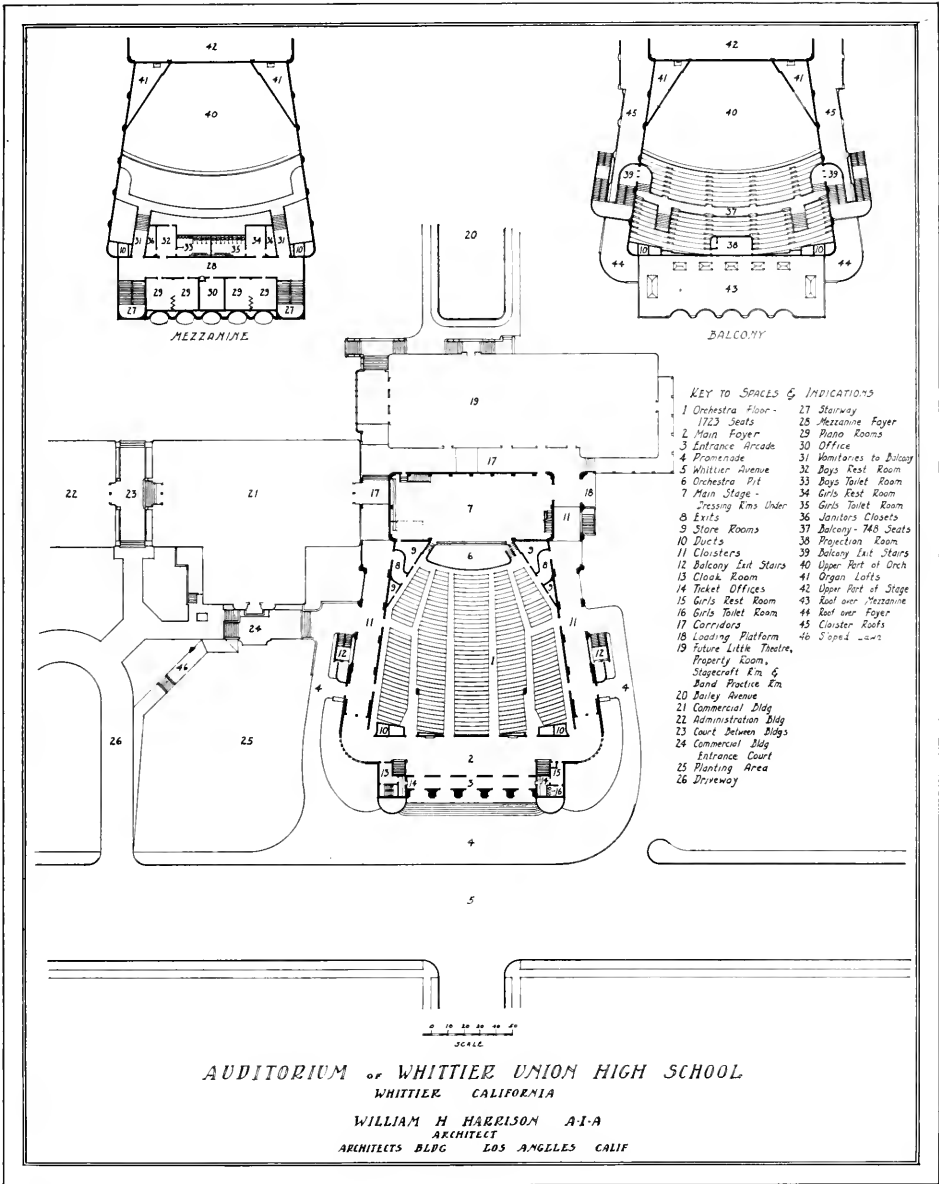 42
41
41
40
31
36
32
33
35
34
36
31
10
10
28
29
29
30
29
29
27
27
MEZZANINE
42
41
41
45
40
45
39
39
37
38
10
10
44
44
43
BALCONY
20
19
17
22
23
21
17
7
18
11
9
6
9
8
8
9
9
11
11
1
12
12
24
46
4
4
10
10
26
25
2
13
15
14
3
14
16
4
5
KEY TO SPACES & INDICATIONS
1 Orchestra Floor -
1723 Seats
2 Main Foyer
3 Entrance Arcade
4 Promenade
5 Whittier Avenue
6 Orchestra Pit
7 Main Stage -
Dressing Rms Under
8 Exits
9 Store Rooms
10 Ducts
11 Cloisters
12 Balcony Exit Stairs
13 Cloak Room
14 Ticket Offices
15 Girls Rest Room
16 Girls Toilet Room
17 Corridors
18 Loading Platform
19 Future Little Theatre,
Property Room,
Stagecraft Rm &
Band Practice Rm
20 Bailey Avenue
21 Commercial Bldg
22 Administration Bldg
23 Court Between Bldgs
24 Commercial Bldg
Entrance Court
25 Planting Area
26 Driveway
27 Stairway
28 Mezzanine Foyer
29 Piano Rooms
30 Office
31 Vomitories to Balcony
32 Boys Rest Room
33 Boys Toilet Room
34 Girls Rest Room
35 Girls Toilet Room
36 Janitors Closets
37 Balcony - 748 Seats
38 Projection Room
39 Balcony Exit Stairs
40 Upper Part of Orch
41 Organ Lofts
42 Upper Part of Stage
43 Roof over Mezzanine
44 Roof over Foyer
45 Cloister Roofs
46 Sloped Lawn
0 10 20 30 40 50
SCALE
AUDITORIUM OF WHITTIER UNION HIGH SCHOOL
WHITTIER CALIFORNIA
WILLIAM H HARRISON A·I·A
ARCHITECT
ARCHITECTS BLDG LOS ANGELES CALIF